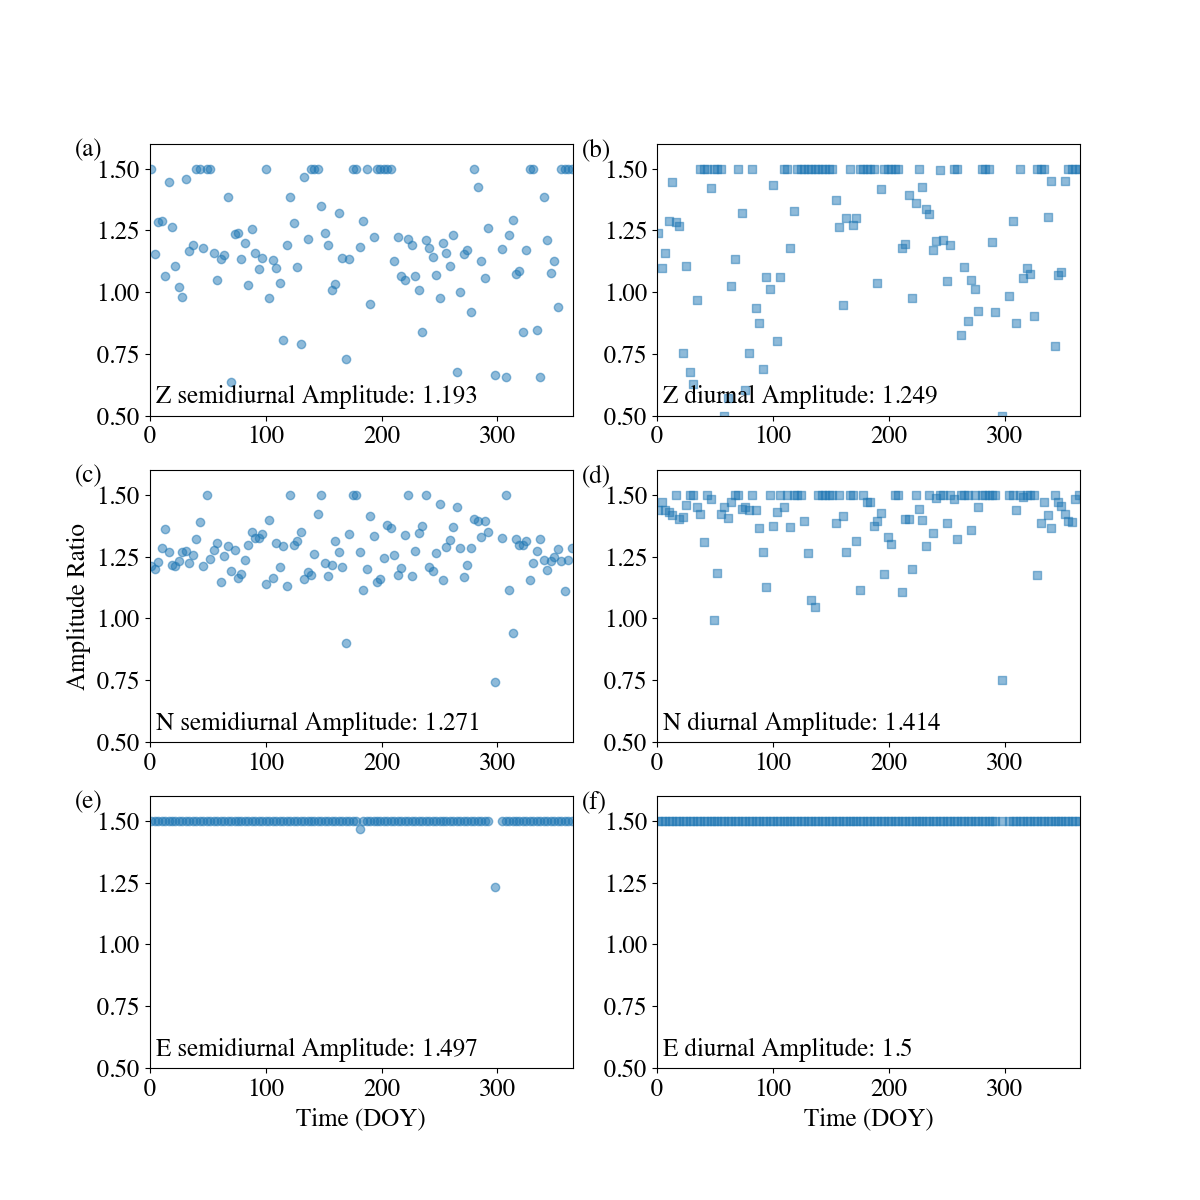 (a)
1.50
1.25
1.00
0.75
0.50
Z semidiurnal Amplitude: 1.193
0 100 200 300
(b)
1.50
1.25
1.00
0.75
0.50
Z diurnal Amplitude: 1.249
0 100 200 300
(c)
Amplitude Ratio
1.50
1.25
1.00
0.75
0.50
N semidiurnal Amplitude: 1.271
0 100 200 300
(d)
1.50
1.25
1.00
0.75
0.50
N diurnal Amplitude: 1.414
0 100 200 300
(e)
1.50
1.25
1.00
0.75
0.50
E semidiurnal Amplitude: 1.497
0 100 200 300
Time (DOY)
(f)
1.50
1.25
1.00
0.75
0.50
E diurnal Amplitude: 1.5
0 100 200 300
Time (DOY)